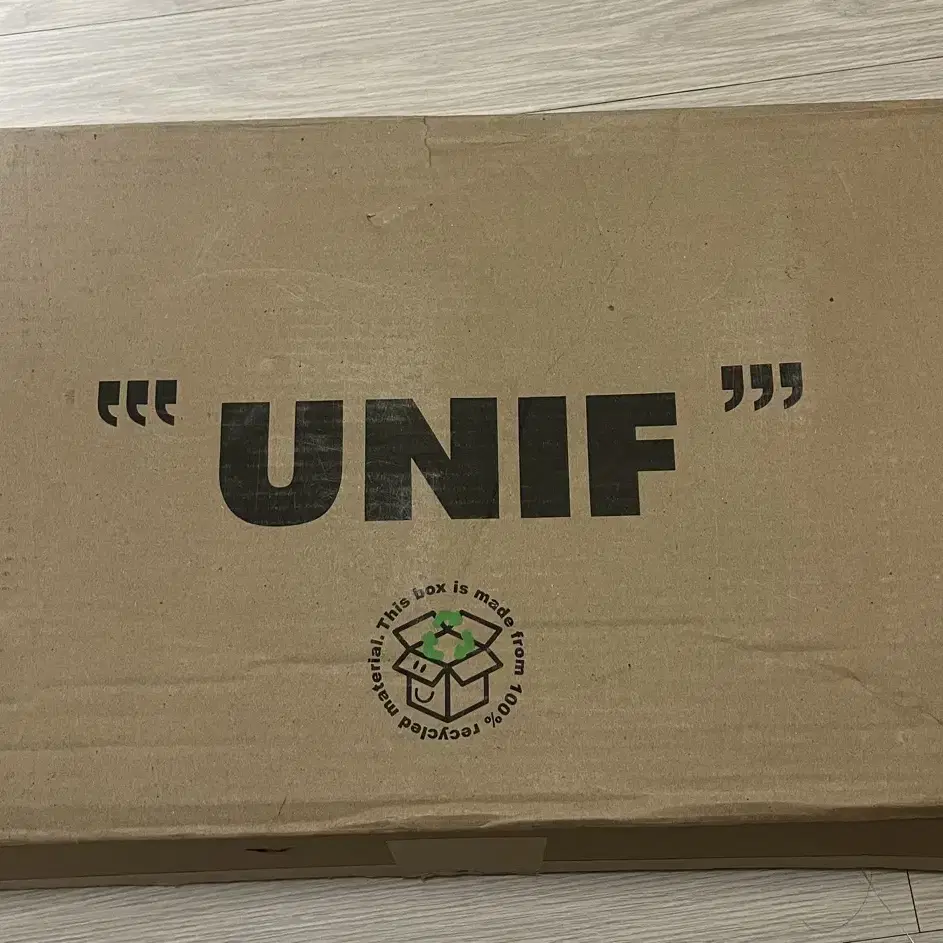 “‘UNIF’”
This box is made from 100% recycled material.